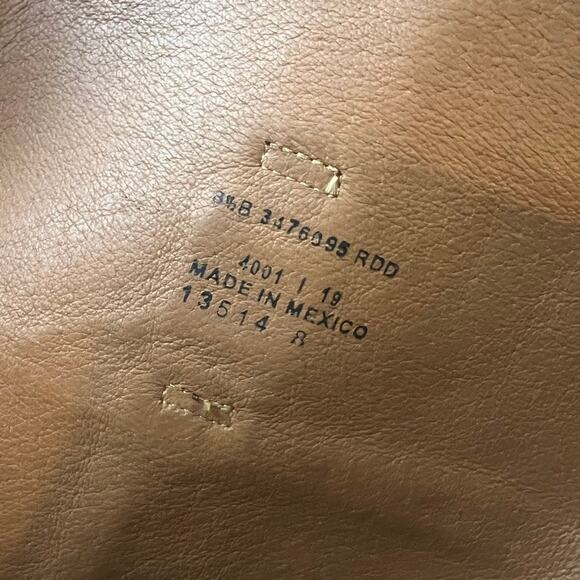 8½B 3476095 RDD
4001 | 19
MADE IN MEXICO
13514 8